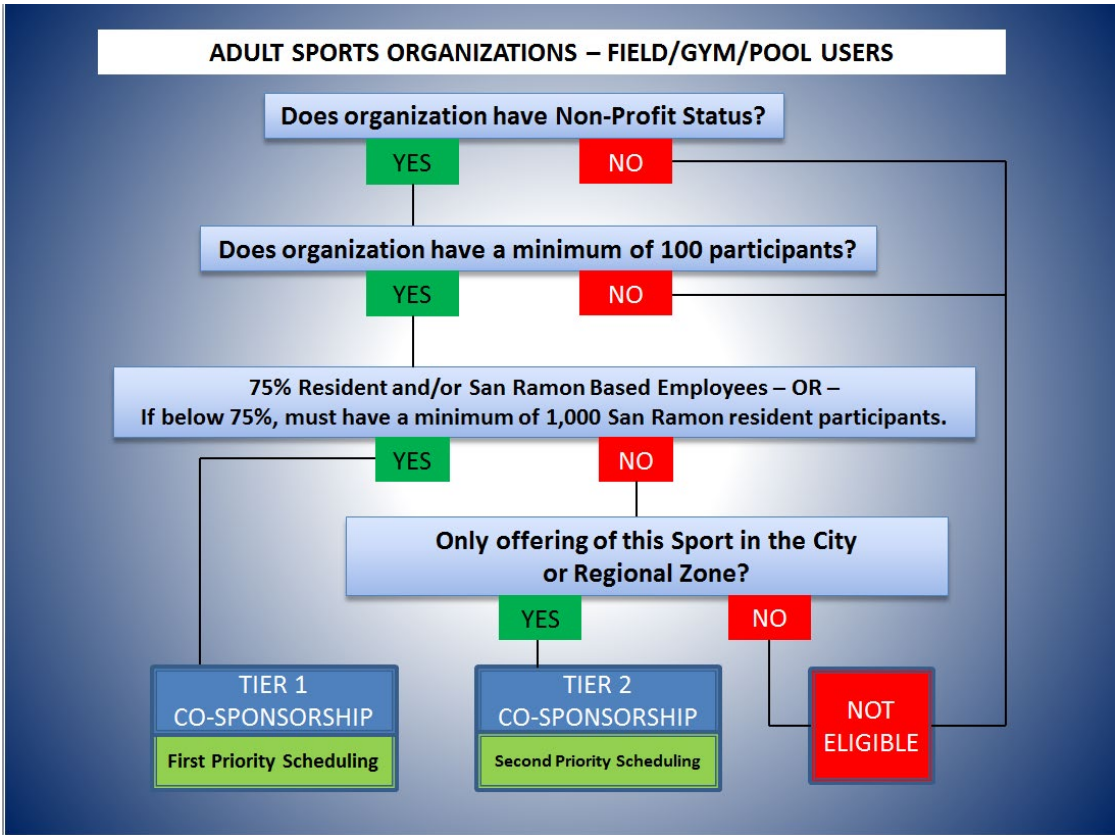 ADULT SPORTS ORGANIZATIONS – FIELD/GYM/POOL USERS
Does organization have Non-Profit Status?
YES
NO
Does organization have a minimum of 100 participants?
YES
NO
75% Resident and/or San Ramon Based Employees – OR –
If below 75%, must have a minimum of 1,000 San Ramon resident participants.
YES
NO
Only offering of this Sport in the City
or Regional Zone?
YES
NO
TIER 1
CO-SPONSORSHIP
First Priority Scheduling
TIER 2
CO-SPONSORSHIP
Second Priority Scheduling
NOT
ELIGIBLE